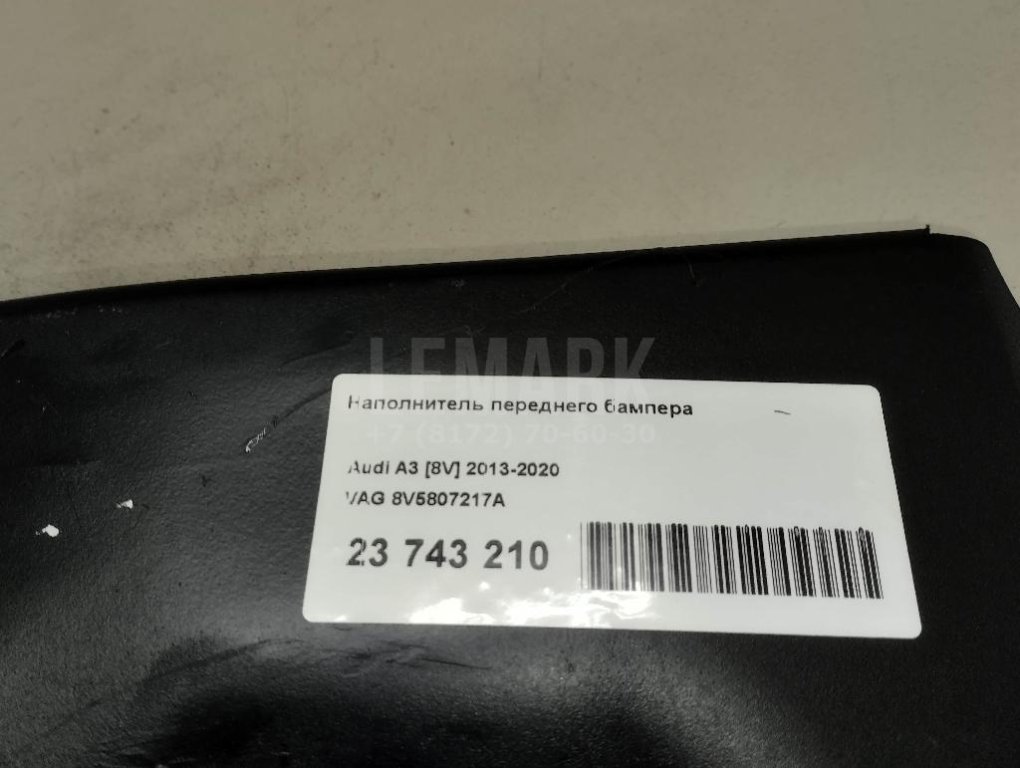 LEMARK
Наполнитель переднего бампера
+7 (8172) 70-60-30
Audi A3 [8V] 2013-2020
VAG 8V5807217A
23 743 210